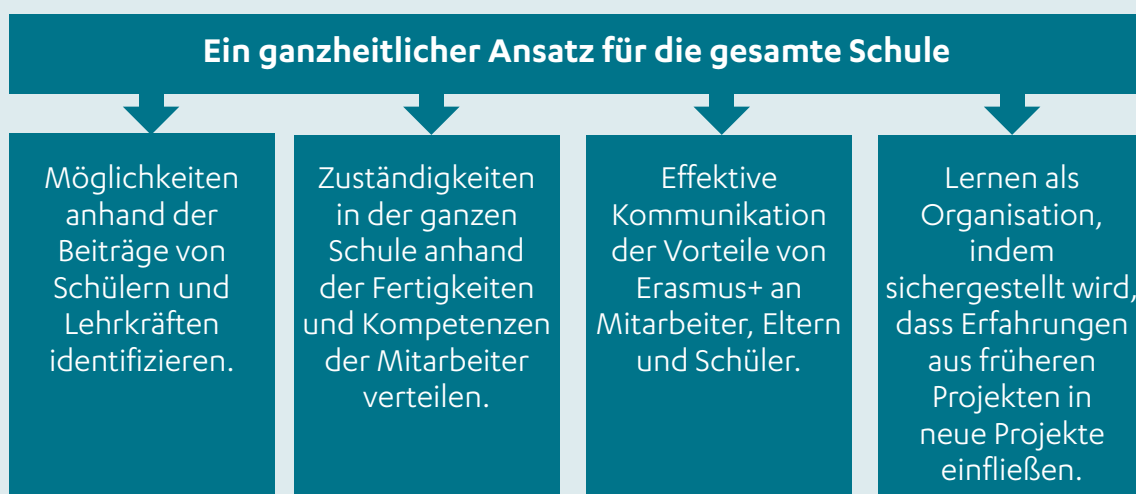 Ein ganzheitlicher Ansatz für die gesamte Schule
Möglichkeiten
anhand der
Beiträge von
Schülern und
Lehrkräften
identifizieren.
Zuständigkeiten
in der ganzen
Schule anhand
der Fertigkeiten
und Kompetenzen
der Mitarbeiter
verteilen.
Effektive
Kommunikation
der Vorteile von
Erasmus+ an
Mitarbeiter, Eltern
und Schüler.
Lernen als
Organisation,
indem
sichergestellt wird,
dass Erfahrungen
aus früheren
Projekten in
neue Projekte
einfließen.